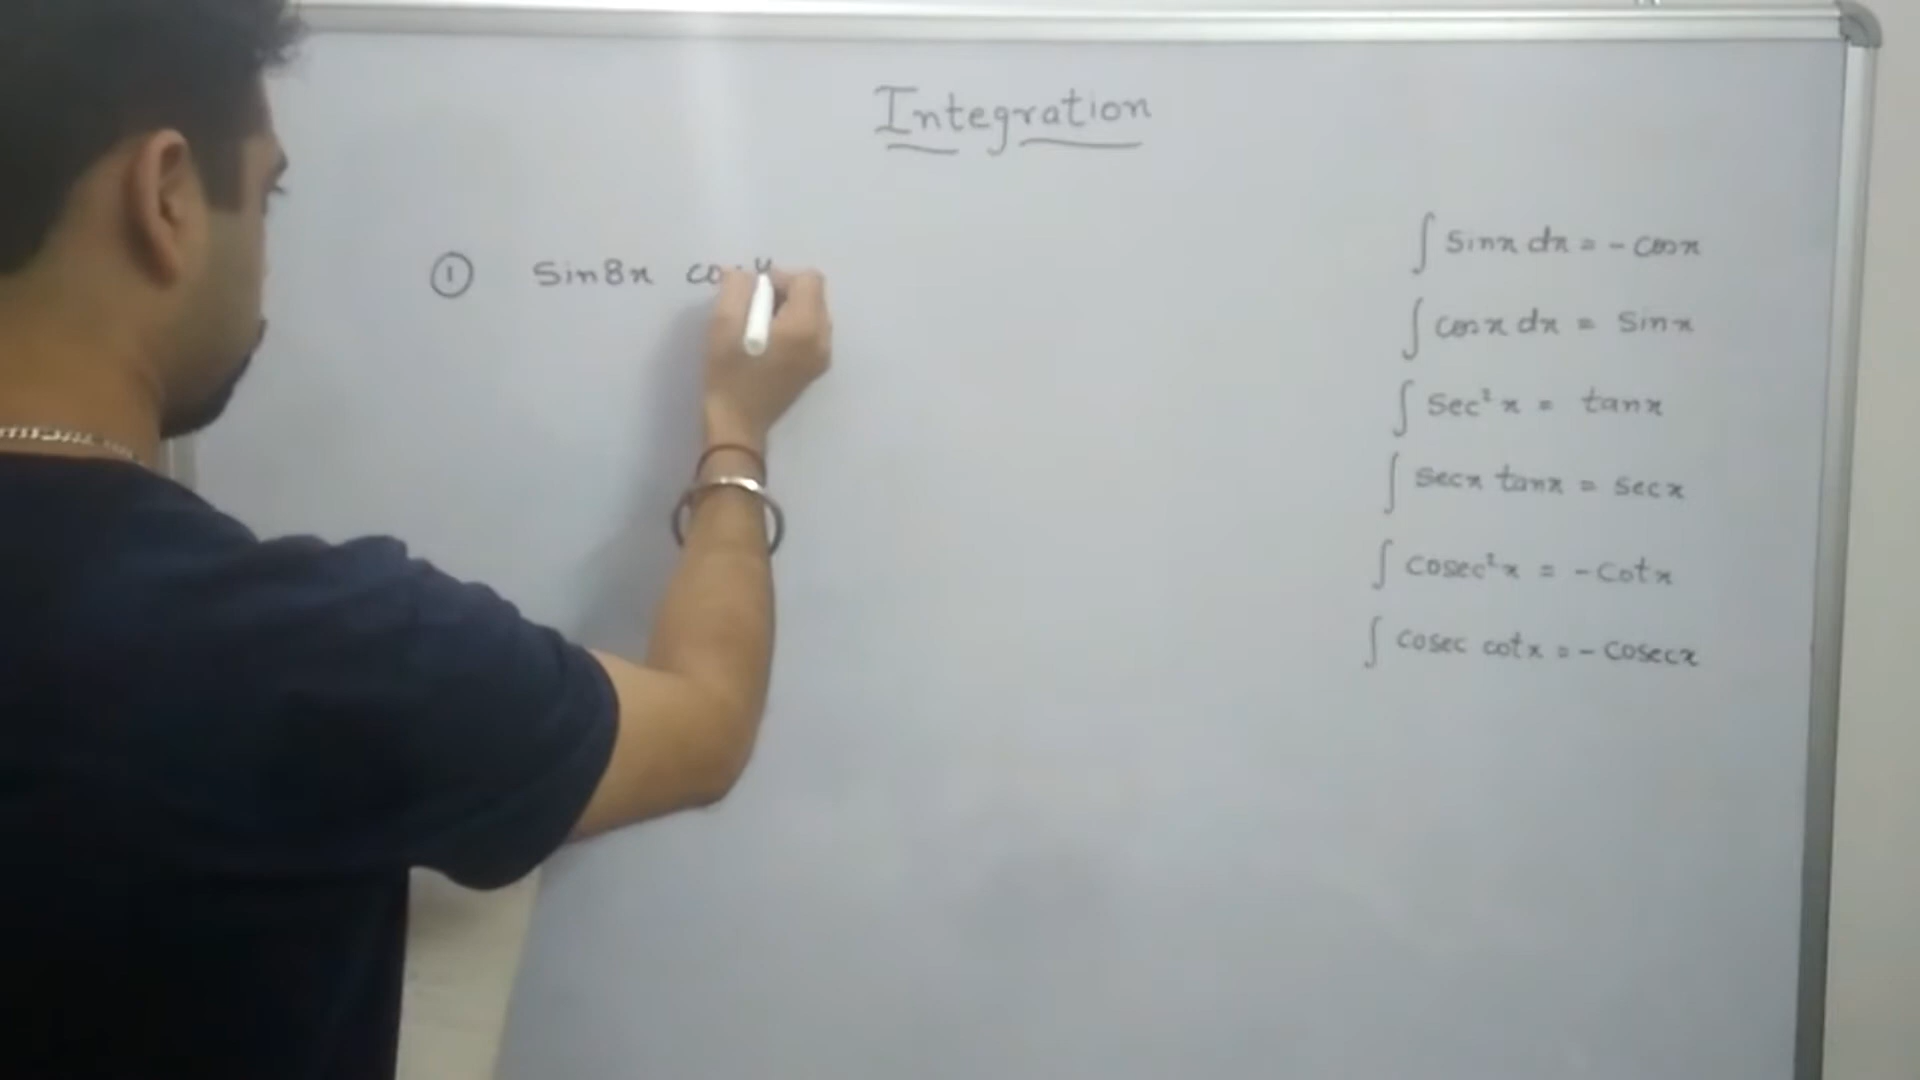 Integration
① Sin8x co
∫ Sinx dx = - cosx
∫ cosx dx = Sinx
∫ Sec²x = tanx
∫ Secx tanx = Secx
∫ Cosec²x = -Cotx
∫ Cosec cotx = - Cosecx